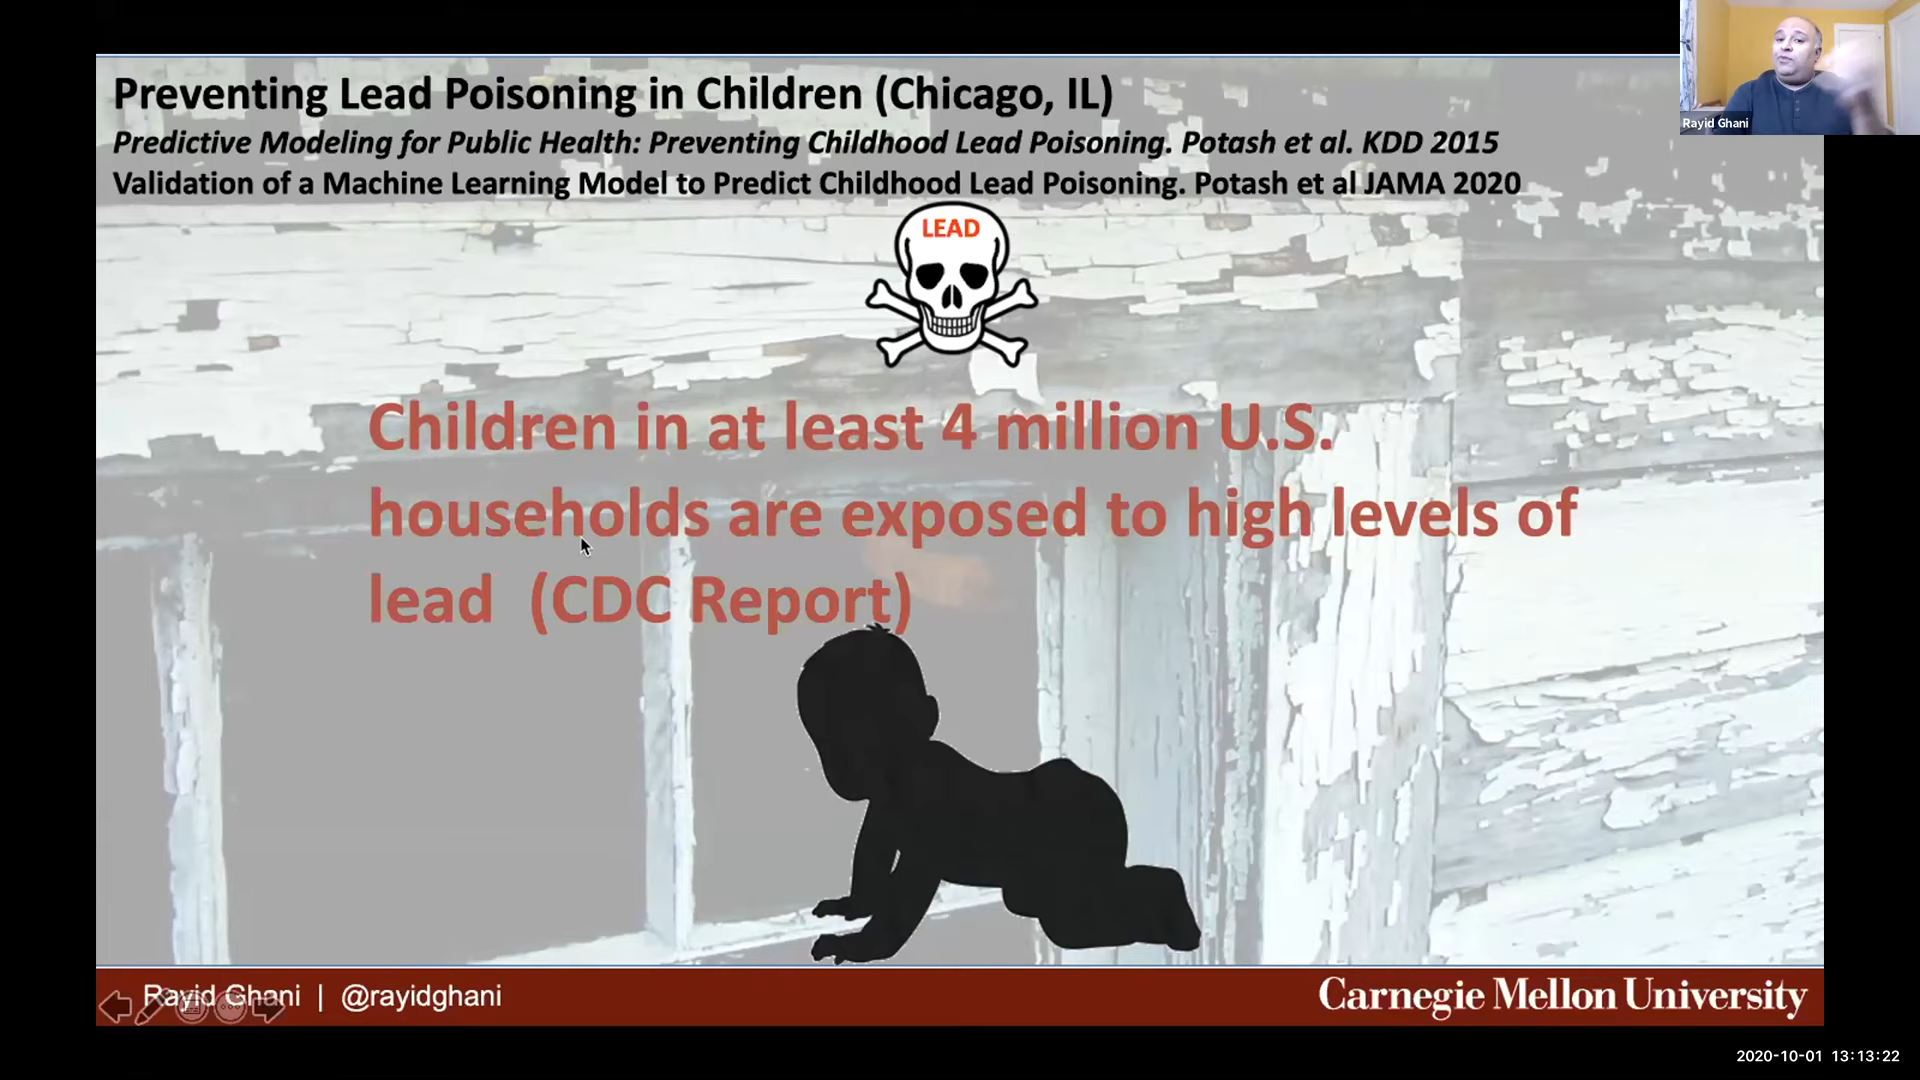 Preventing Lead Poisoning in Children (Chicago, IL)
Predictive Modeling for Public Health: Preventing Childhood Lead Poisoning. Potash et al. KDD 2015
Validation of a Machine Learning Model to Predict Childhood Lead Poisoning. Potash et al JAMA 2020
Rayid Ghani
LEAD
Children in at least 4 million U.S.
households are exposed to high levels of
lead (CDC Report)
Rayid Ghani | @rayidghani
Carnegie Mellon University
2020-10-01 13:13:22